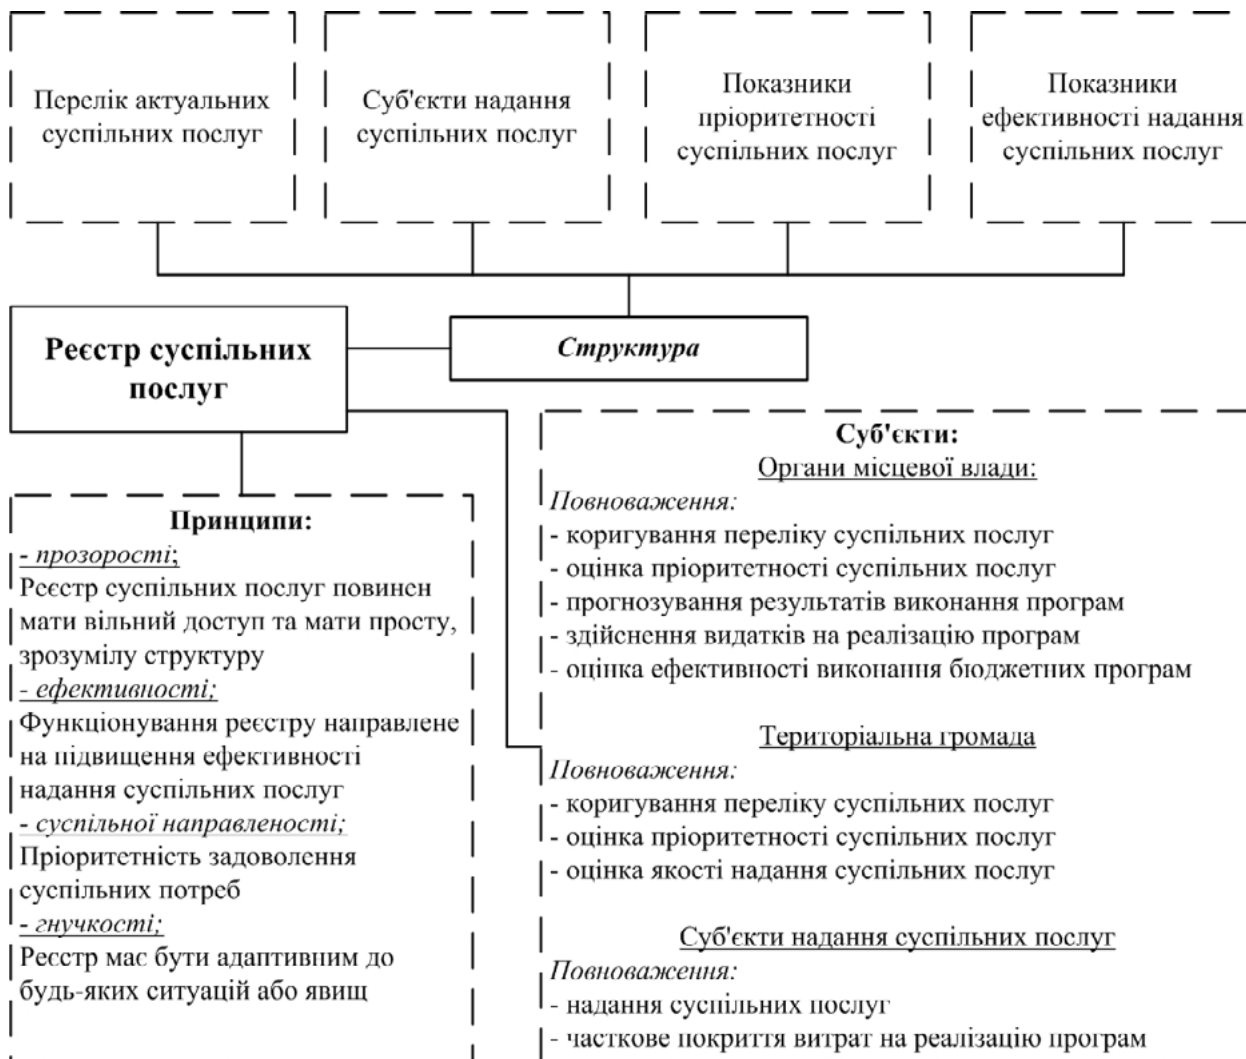 Перелік актуальних
суспільних послуг
Суб'єкти надання
суспільних послуг
Показники
пріоритетності
суспільних послуг
Показники
ефективності надання
суспільних послуг
Реєстр суспільних
послуг
Структура
Принципи:
- прозорості;
Реєстр суспільних послуг повинен
мати вільний доступ та мати просту,
зрозумілу структуру
- ефективності;
Функціонування реєстру направлене
на підвищення ефективності
надання суспільних послуг
- суспільної направленості;
Пріоритетність задоволення
суспільних потреб
- гнучкості;
Реєстр має бути адаптивним до
будь-яких ситуацій або явищ
Суб'єкти:
Органи місцевої влади:
Повноваження:
- коригування переліку суспільних послуг
- оцінка пріоритетності суспільних послуг
- прогнозування результатів виконання програм
- здійснення видатків на реалізацію програм
- оцінка ефективності виконання бюджетних програм
Територіальна громада
Повноваження:
- коригування переліку суспільних послуг
- оцінка пріоритетності суспільних послуг
- оцінка якості надання суспільних послуг
Суб'єкти надання суспільних послуг
Повноваження:
- надання суспільних послуг
- часткове покриття витрат на реалізацію програм